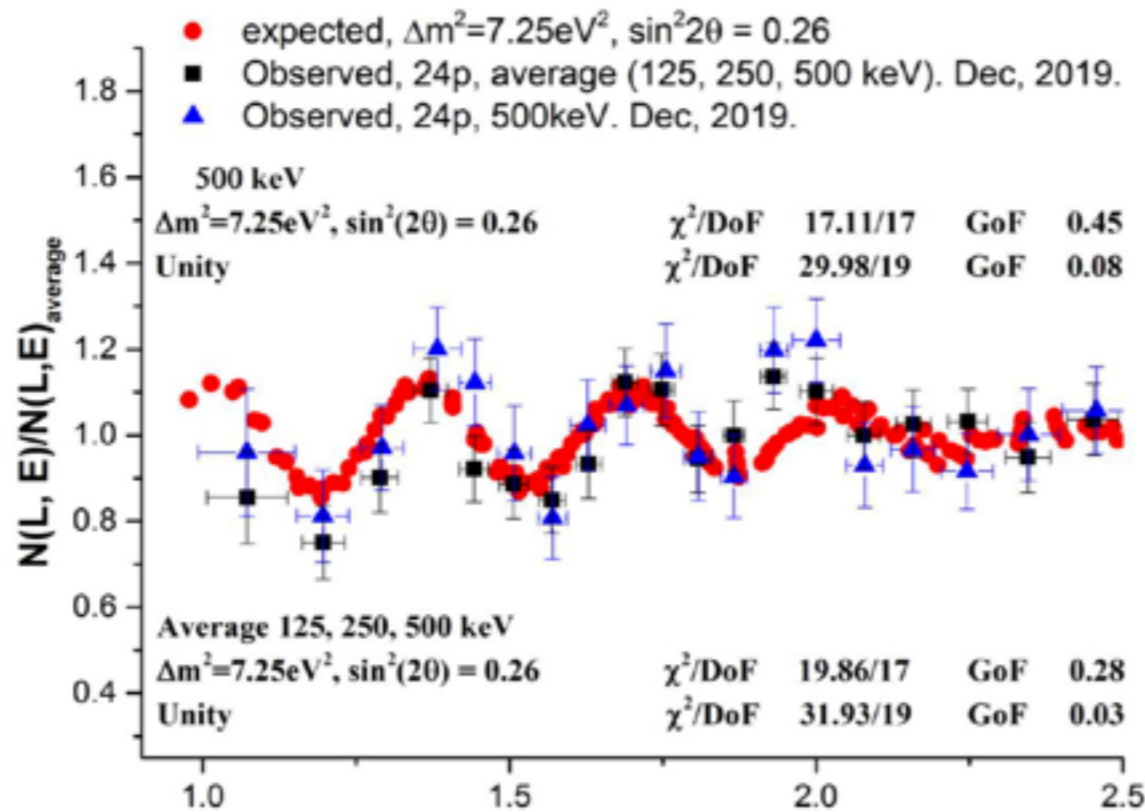 expected, Δm²=7.25eV², sin²2θ = 0.26
Observed, 24p, average (125, 250, 500 keV). Dec, 2019.
Observed, 24p, 500keV. Dec, 2019.
1.8
1.6
1.4
1.2
1.0
0.8
0.6
0.4
N(L, E)/N(L,E)average
500 keV
Δm²=7.25eV², sin²(2θ) = 0.26 χ²/DoF 17.11/17 GoF 0.45
Unity χ²/DoF 29.98/19 GoF 0.08
Average 125, 250, 500 keV
Δm²=7.25eV², sin²(2θ) = 0.26 χ²/DoF 19.86/17 GoF 0.28
Unity χ²/DoF 31.93/19 GoF 0.03
1.0 1.5 2.0 2.5